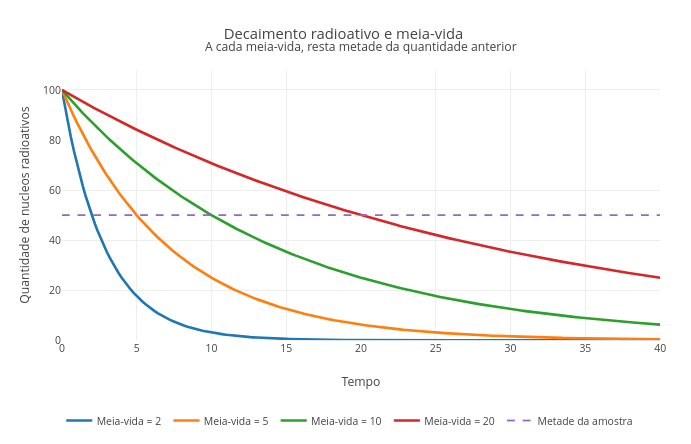 Decaimento radioativo e meia-vida
A cada meia-vida, resta metade da quantidade anterior
Quantidade de nucleos radioativos
100
80
60
40
20
0
0 5 10 15 20 25 30 35 40
Tempo
Meia-vida = 2 Meia-vida = 5 Meia-vida = 10 Meia-vida = 20 Metade da amostra